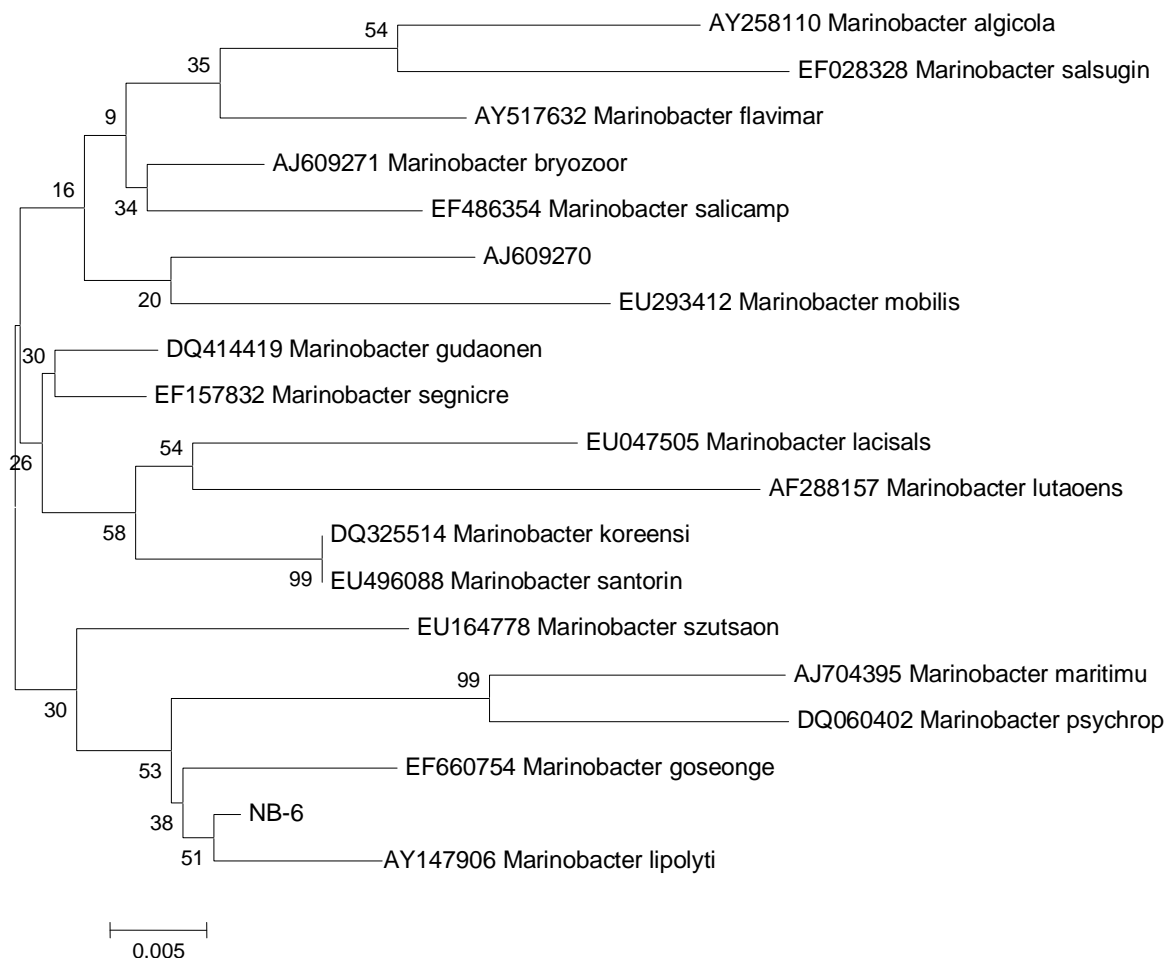 54
AY258110 Marinobacter algicola
35
EF028328 Marinobacter salsugin
9
AY517632 Marinobacter flavimar
AJ609271 Marinobacter bryozoor
16
34
EF486354 Marinobacter salicamp
AJ609270
20
EU293412 Marinobacter mobilis
30
DQ414419 Marinobacter gudaonen
EF157832 Marinobacter segnicre
54
EU047505 Marinobacter lacisals
26
AF288157 Marinobacter lutaoens
58
DQ325514 Marinobacter koreensi
99
EU496088 Marinobacter santorin
EU164778 Marinobacter szutsaon
99
AJ704395 Marinobacter maritimu
30
DQ060402 Marinobacter psychrop
53
EF660754 Marinobacter goseonge
NB-6
38
51
AY147906 Marinobacter lipolyti
0.005